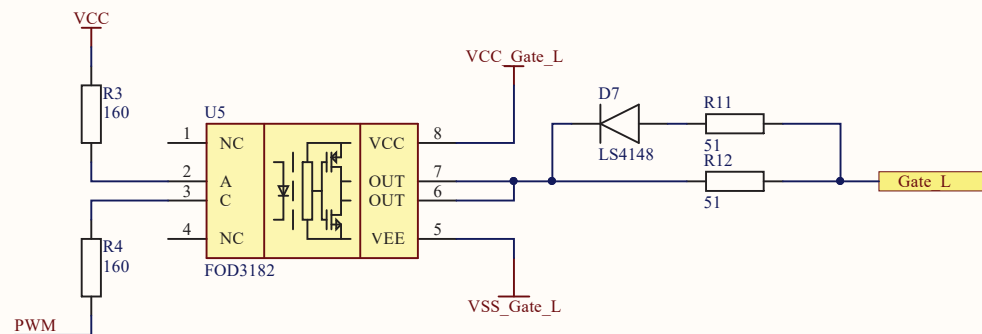 VCC
VCC_Gate_L
R3
160
U5
D7
R11
1
NC
VCC
8
LS4148
51
R12
2
A
OUT
7
Gate_L
3
C
OUT
6
51
R4
160
4
NC
VEE
5
FOD3182
VSS_Gate_L
PWM